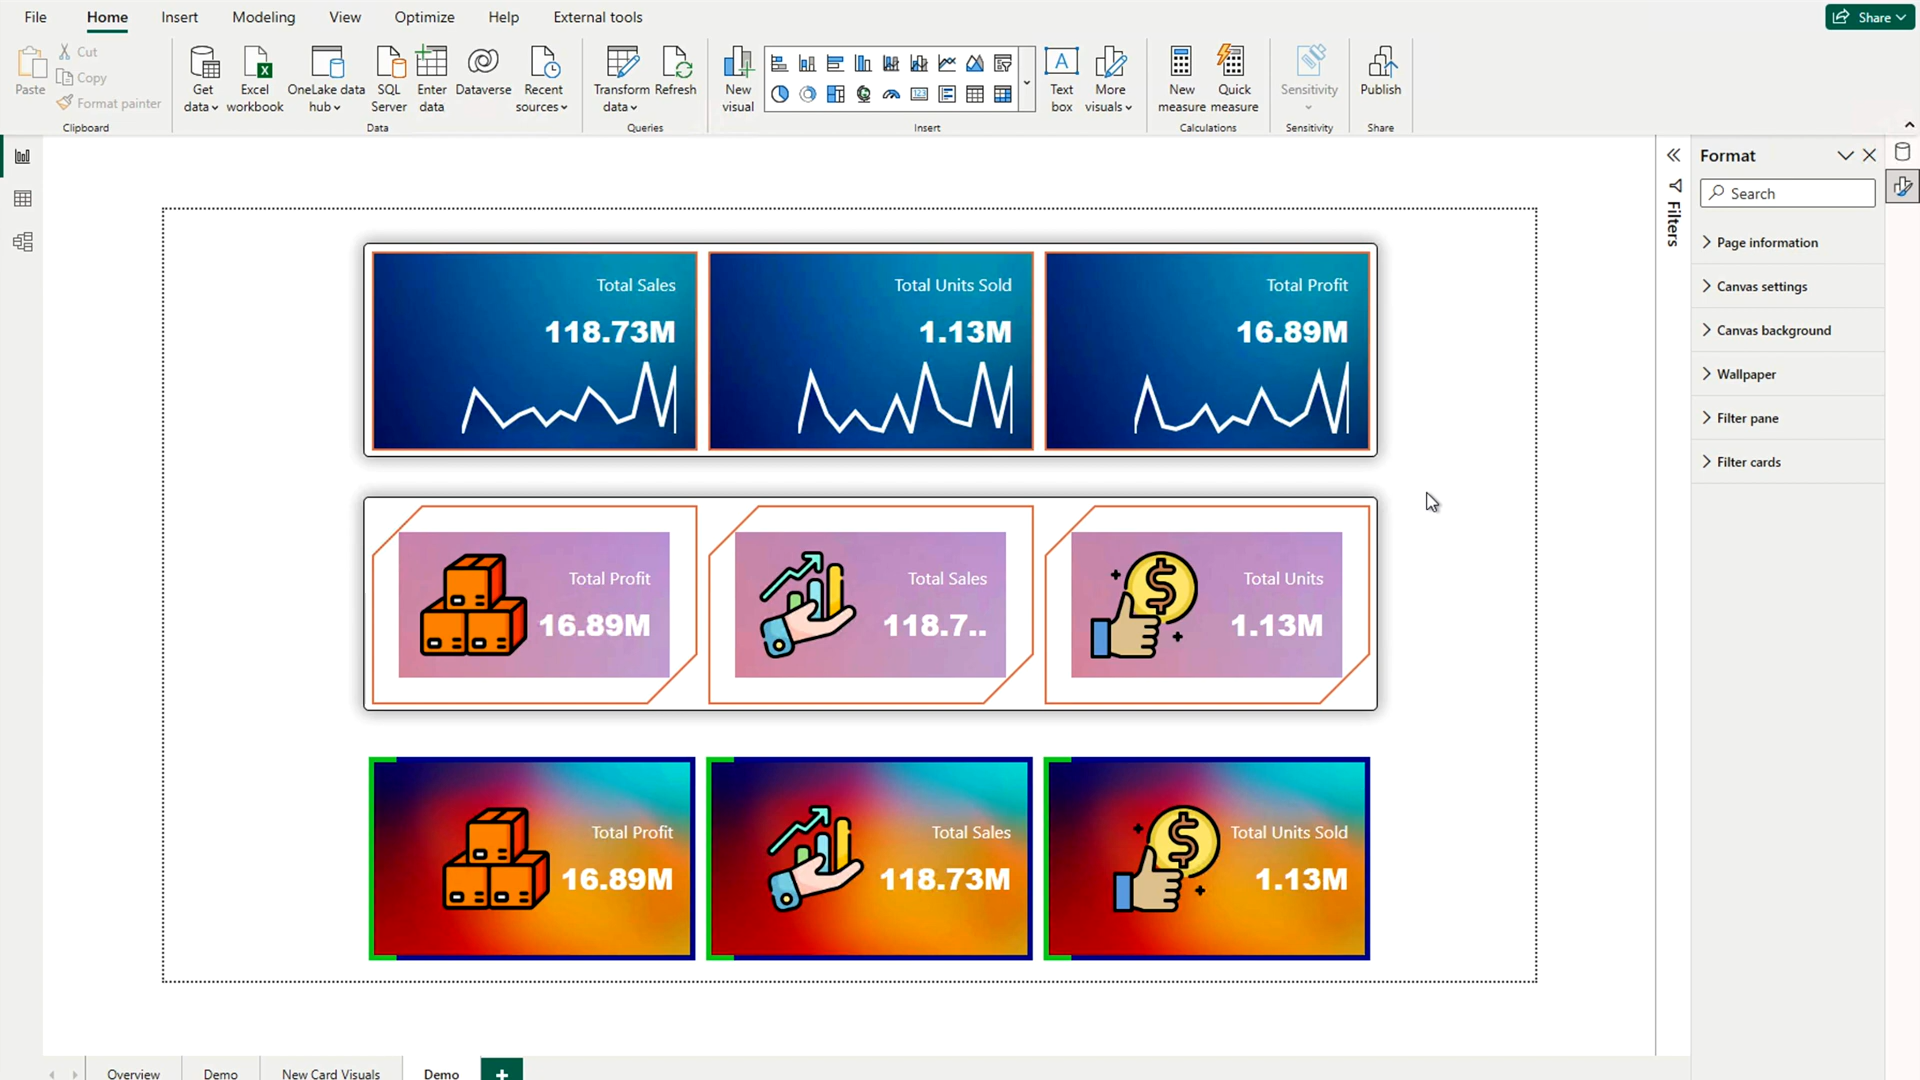 File Home Insert Modeling View Optimize Help External tools Share
Paste Cut
Copy
Format painter
Clipboard
Get data
Excel workbook
OneLake data hub
SQL Server
Enter data
Dataverse
Recent sources
Data
Transform data
Refresh
Queries
New visual
123
A
Text box
More visuals
Insert
New measure
Quick measure
Calculations
Sensitivity
Sensitivity
Publish
Share
Total Sales
118.73M
Total Units Sold
1.13M
Total Profit
16.89M
Total Profit
16.89M
Total Sales
118.7..
Total Units
1.13M
Total Profit
16.89M
Total Sales
118.73M
Total Units Sold
1.13M
Filters
Format
Search
Page information
Canvas settings
Canvas background
Wallpaper
Filter pane
Filter cards
Overview Demo New Card Visuals Demo +